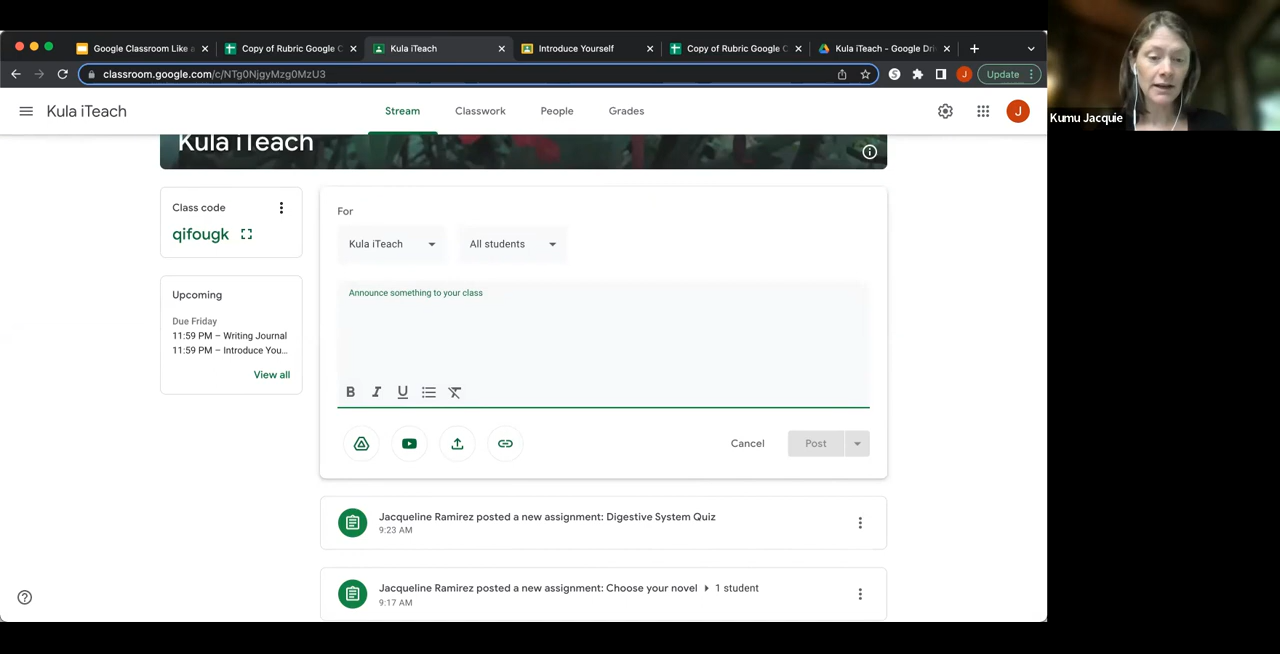 Google Classroom Like a
Copy of Rubric Google C
Kula iTeach
Introduce Yourself
Copy of Rubric Google C
Kula iTeach - Google Dri
classroom.google.com/c/NTg0NjgyMzg0MzU3
S
J
Update
Kula iTeach
Stream
Classwork
People
Grades
J
Kumu Jacquie
Kula iTeach
Class code
qifougk
For
Kula iTeach
All students
Upcoming
Due Friday
11:59 PM – Writing Journal
11:59 PM – Introduce You...
View all
Announce something to your class
B I U
Cancel
Post
Jacqueline Ramirez posted a new assignment: Digestive System Quiz
9:23 AM
Jacqueline Ramirez posted a new assignment: Choose your novel
1 student
9:17 AM